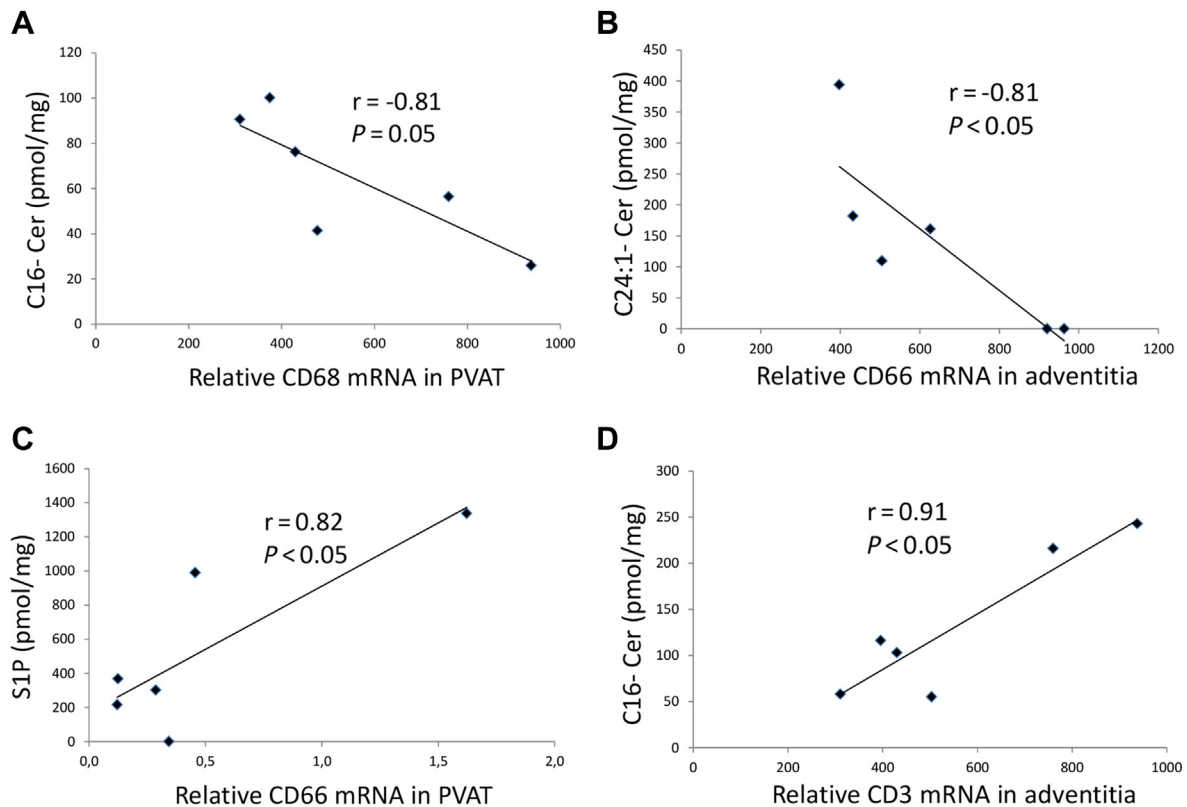 A
120
100
80
60
40
20
0
C16- Cer (pmol/mg)
r = -0.81
P = 0.05
0 200 400 600 800 1000
Relative CD68 mRNA in PVAT
B
450
400
350
300
250
200
150
100
50
0
C24:1- Cer (pmol/mg)
r = -0.81
P < 0.05
0 200 400 600 800 1000 1200
Relative CD66 mRNA in adventitia
C
1600
1400
1200
1000
800
600
400
200
0
S1P (pmol/mg)
r = 0.82
P < 0.05
0,0 0,5 1,0 1,5 2,0
Relative CD66 mRNA in PVAT
D
300
250
200
150
100
50
0
C16- Cer (pmol/mg)
r = 0.91
P < 0.05
0 200 400 600 800 1000
Relative CD3 mRNA in adventitia